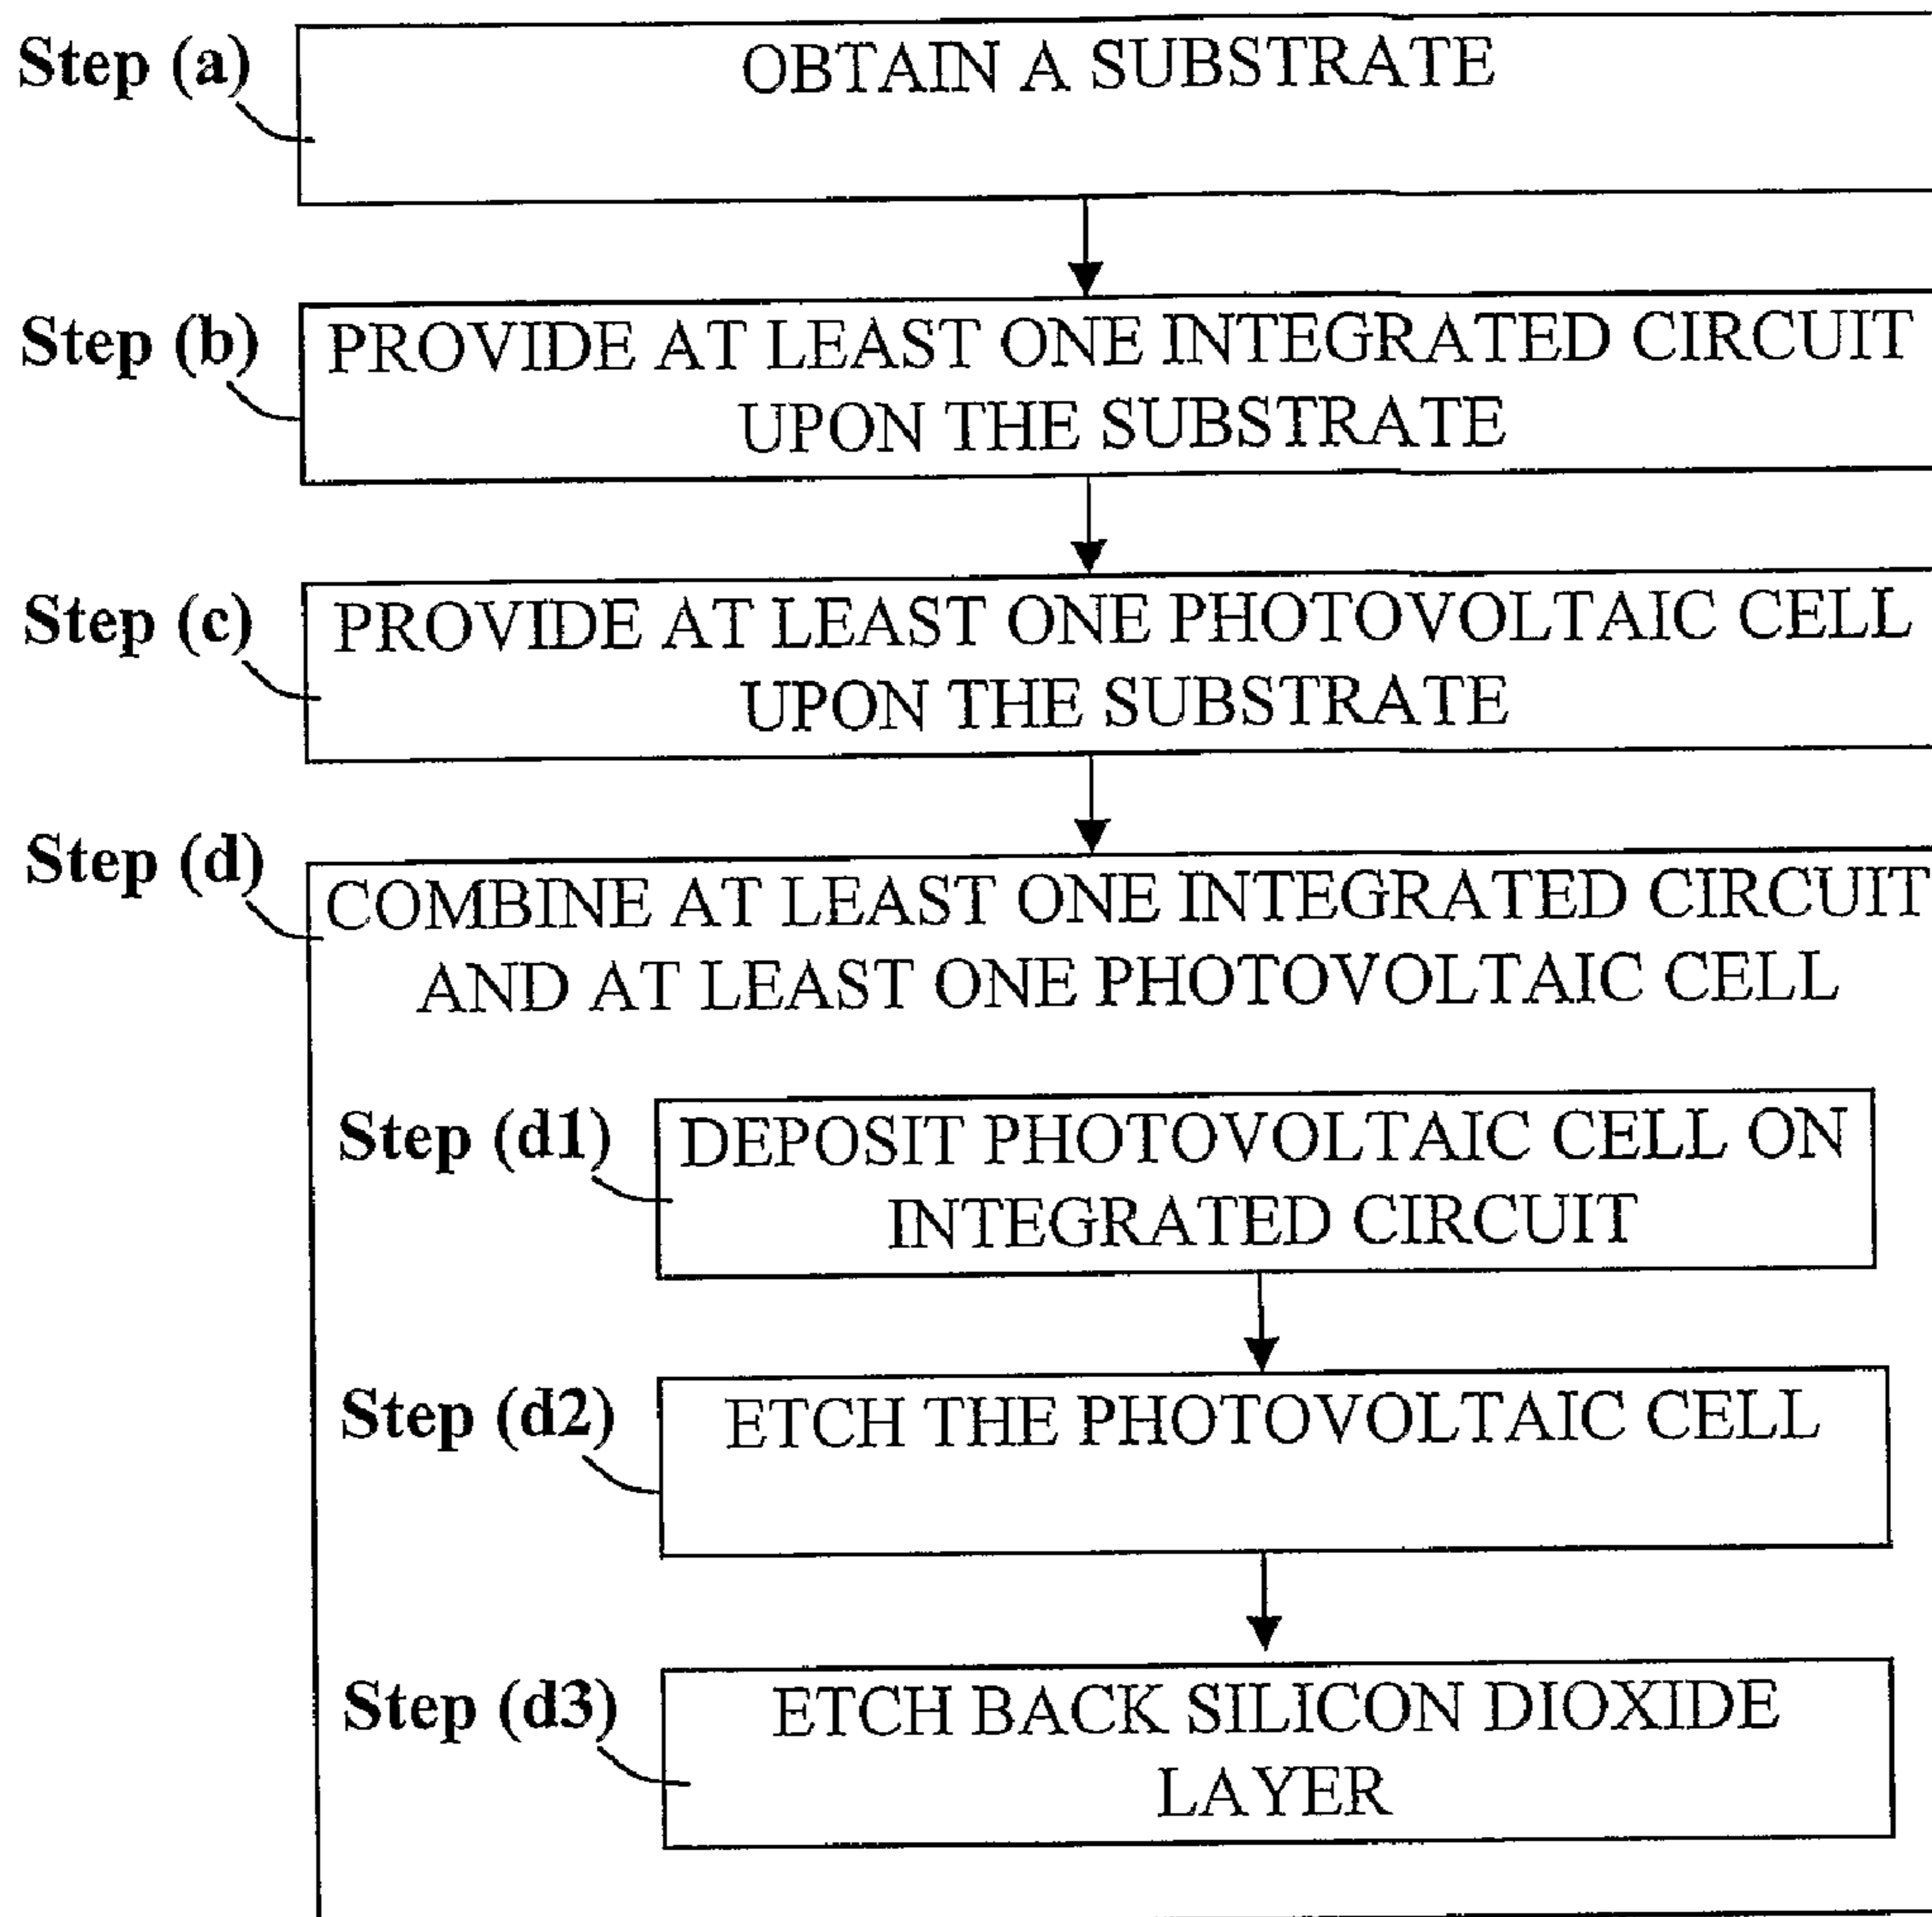 Step (a)
OBTAIN A SUBSTRATE
Step (b)
PROVIDE AT LEAST ONE INTEGRATED CIRCUIT
UPON THE SUBSTRATE
Step (c)
PROVIDE AT LEAST ONE PHOTOVOLTAIC CELL
UPON THE SUBSTRATE
Step (d)
COMBINE AT LEAST ONE INTEGRATED CIRCUIT
AND AT LEAST ONE PHOTOVOLTAIC CELL
Step (d1)
DEPOSIT PHOTOVOLTAIC CELL ON
INTEGRATED CIRCUIT
Step (d2)
ETCH THE PHOTOVOLTAIC CELL
Step (d3)
ETCH BACK SILICON DIOXIDE
LAYER